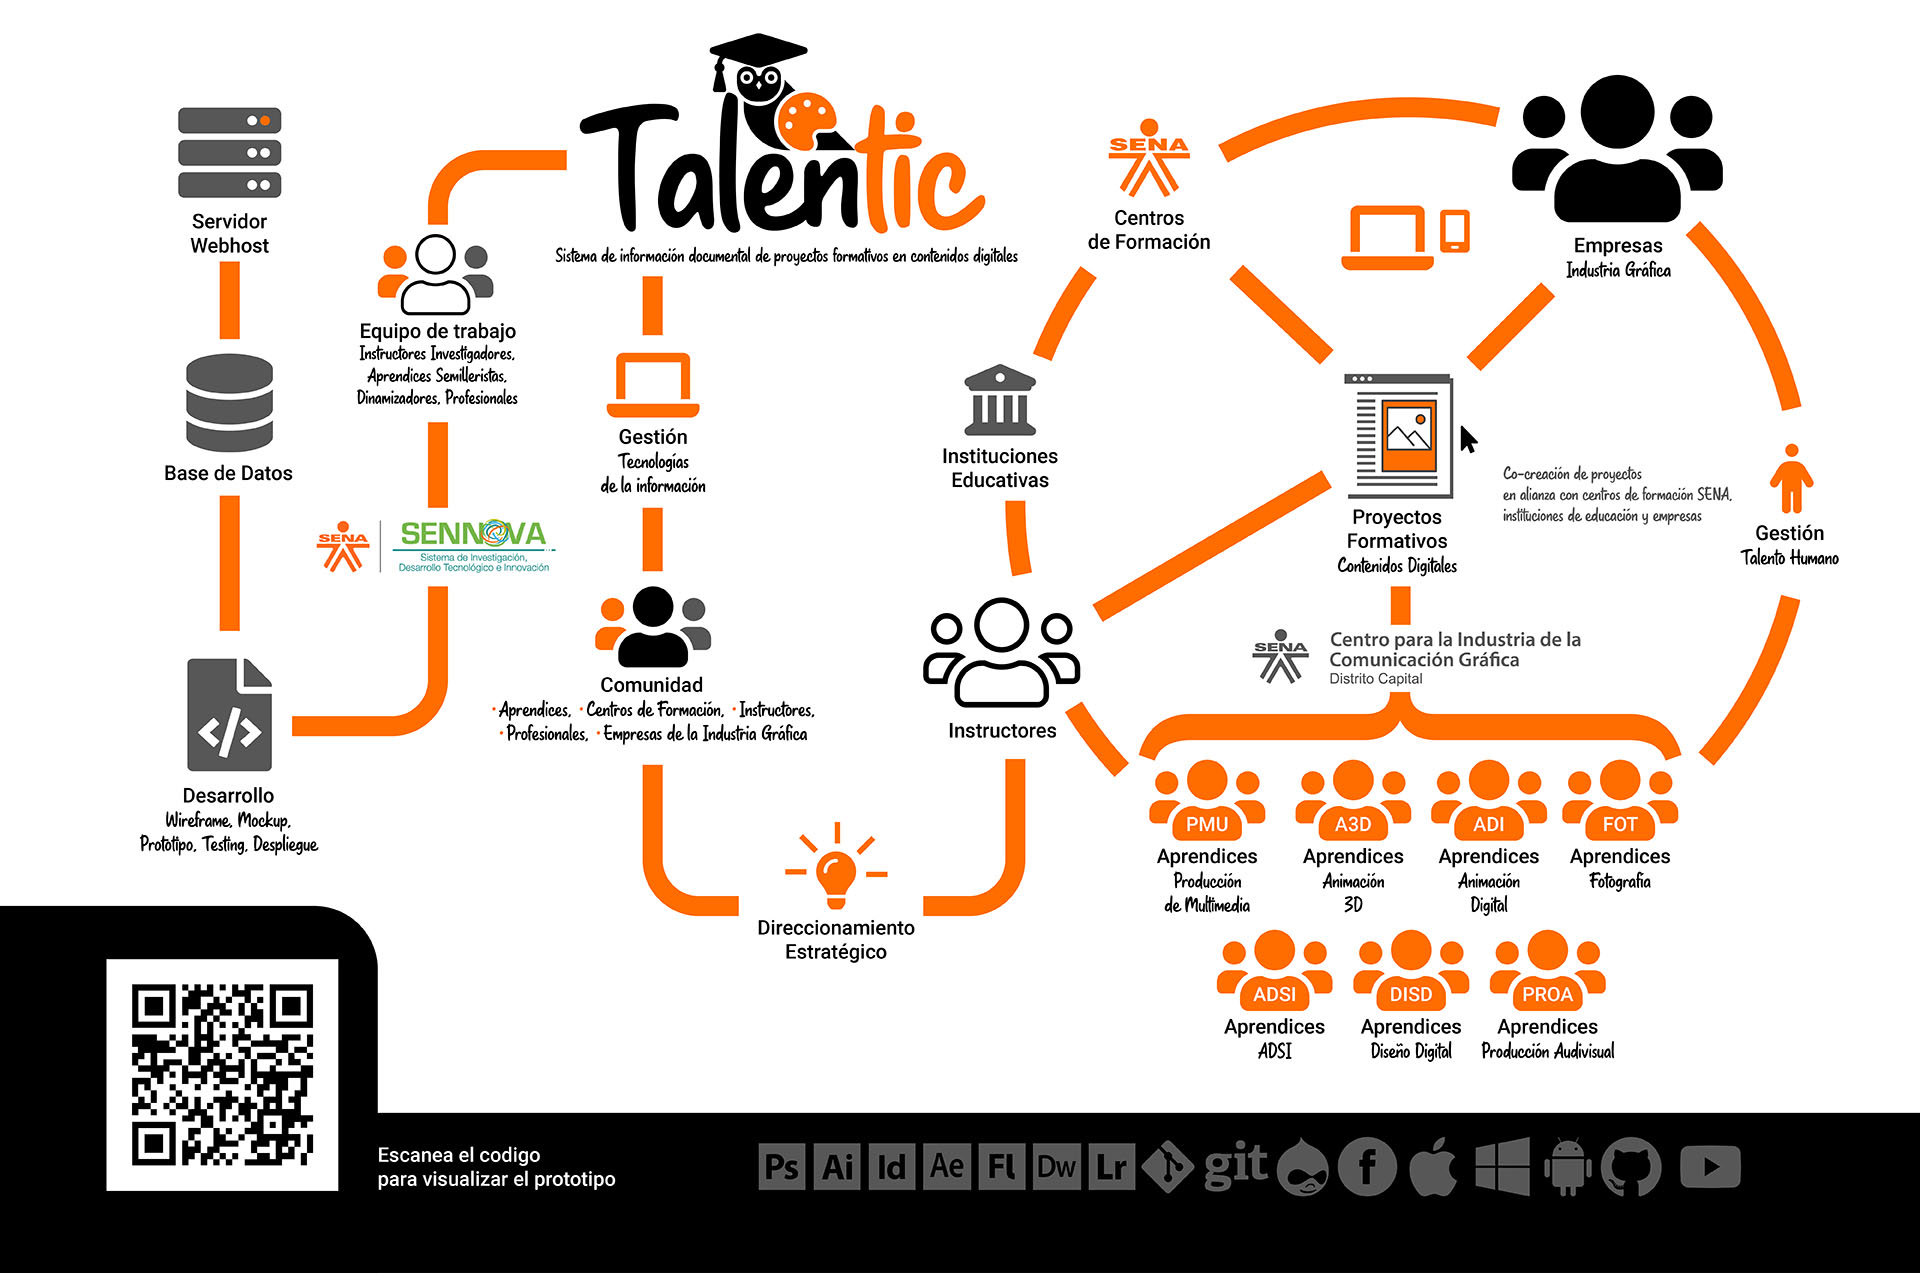 Talentic
Sistema de información documental de proyectos formativos en contenidos digitales
Servidor
Webhost
Base de Datos
Desarrollo
Wireframe, Mockup,
Prototipo, Testing, Despliegue
Equipo de trabajo
Instructores Investigadores,
Aprendices Semilleristas,
Dinamizadores, Profesionales
SENA
SENNOVA
Sistema de Investigación,
Desarrollo Tecnológico e Innovación
Gestión
Tecnologías
de la información
Comunidad
• Aprendices, • Centros de Formación, • Instructores,
• Profesionales, • Empresas de la Industria Gráfica
Direccionamiento
Estratégico
SENA
Centros
de Formación
Instituciones
Educativas
Instructores
Empresas
Industria Gráfica
Proyectos
Formativos
Contenidos Digitales
Co-creación de proyectos
en alianza con centros de formación SENA,
instituciones de educación y empresas
Gestión
Talento Humano
SENA
Centro para la Industria de la
Comunicación Gráfica
Distrito Capital
PMU
Aprendices
Producción
de Multimedia
A3D
Aprendices
Animación
3D
ADI
Aprendices
Animación
Digital
FOT
Aprendices
Fotografía
ADSI
Aprendices
ADSI
DISD
Aprendices
Diseño Digital
PROA
Aprendices
Producción Audivisual
Escanea el codigo
para visualizar el prototipo
Ps Ai Id Ae Fl Dw Lr git f